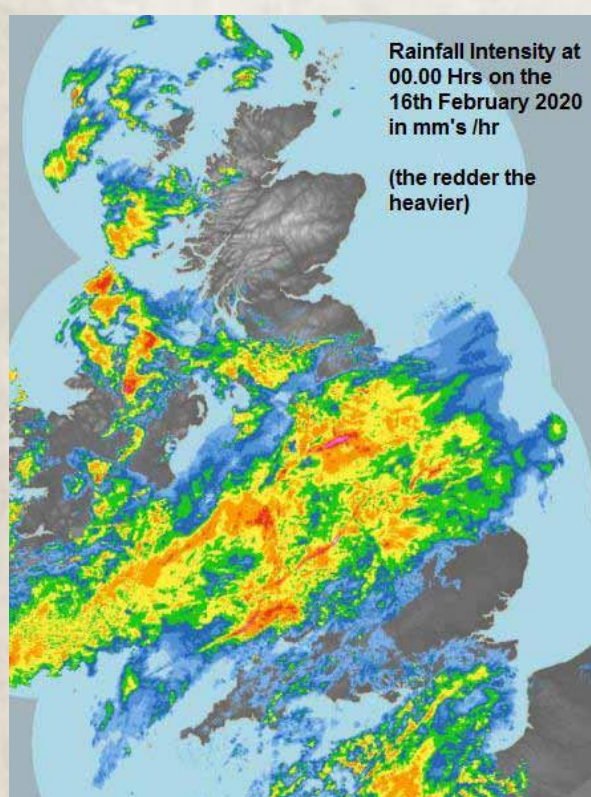 Rainfall Intensity at
00.00 Hrs on the
16th February 2020
in mm's /hr
(the redder the
heavier)